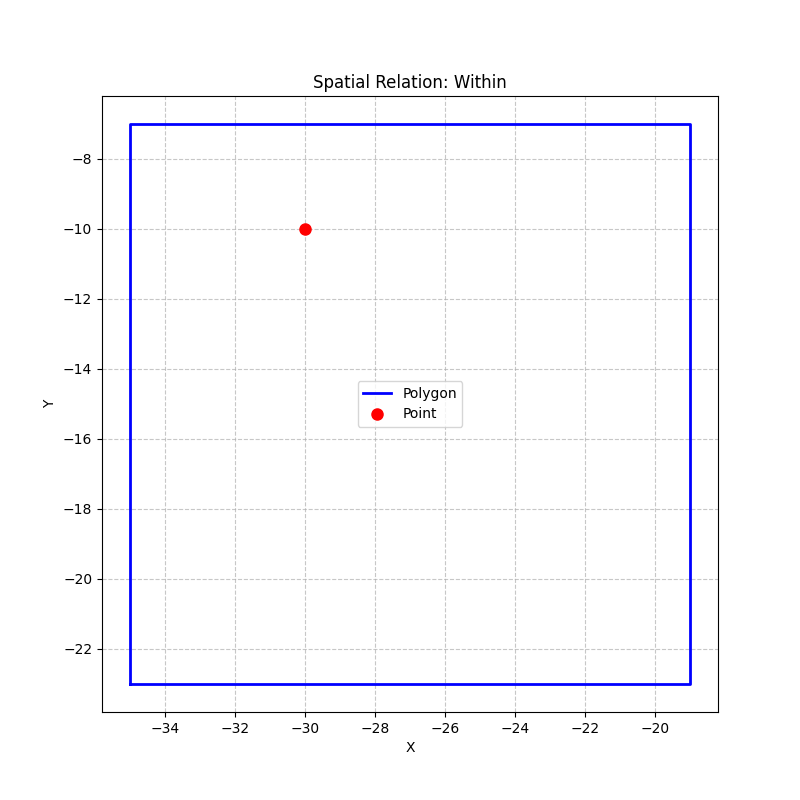 Spatial Relation: Within
−8
−10
−12
−14
−16
−18
−20
−22
Y
Polygon
Point
−34 −32 −30 −28 −26 −24 −22 −20
X